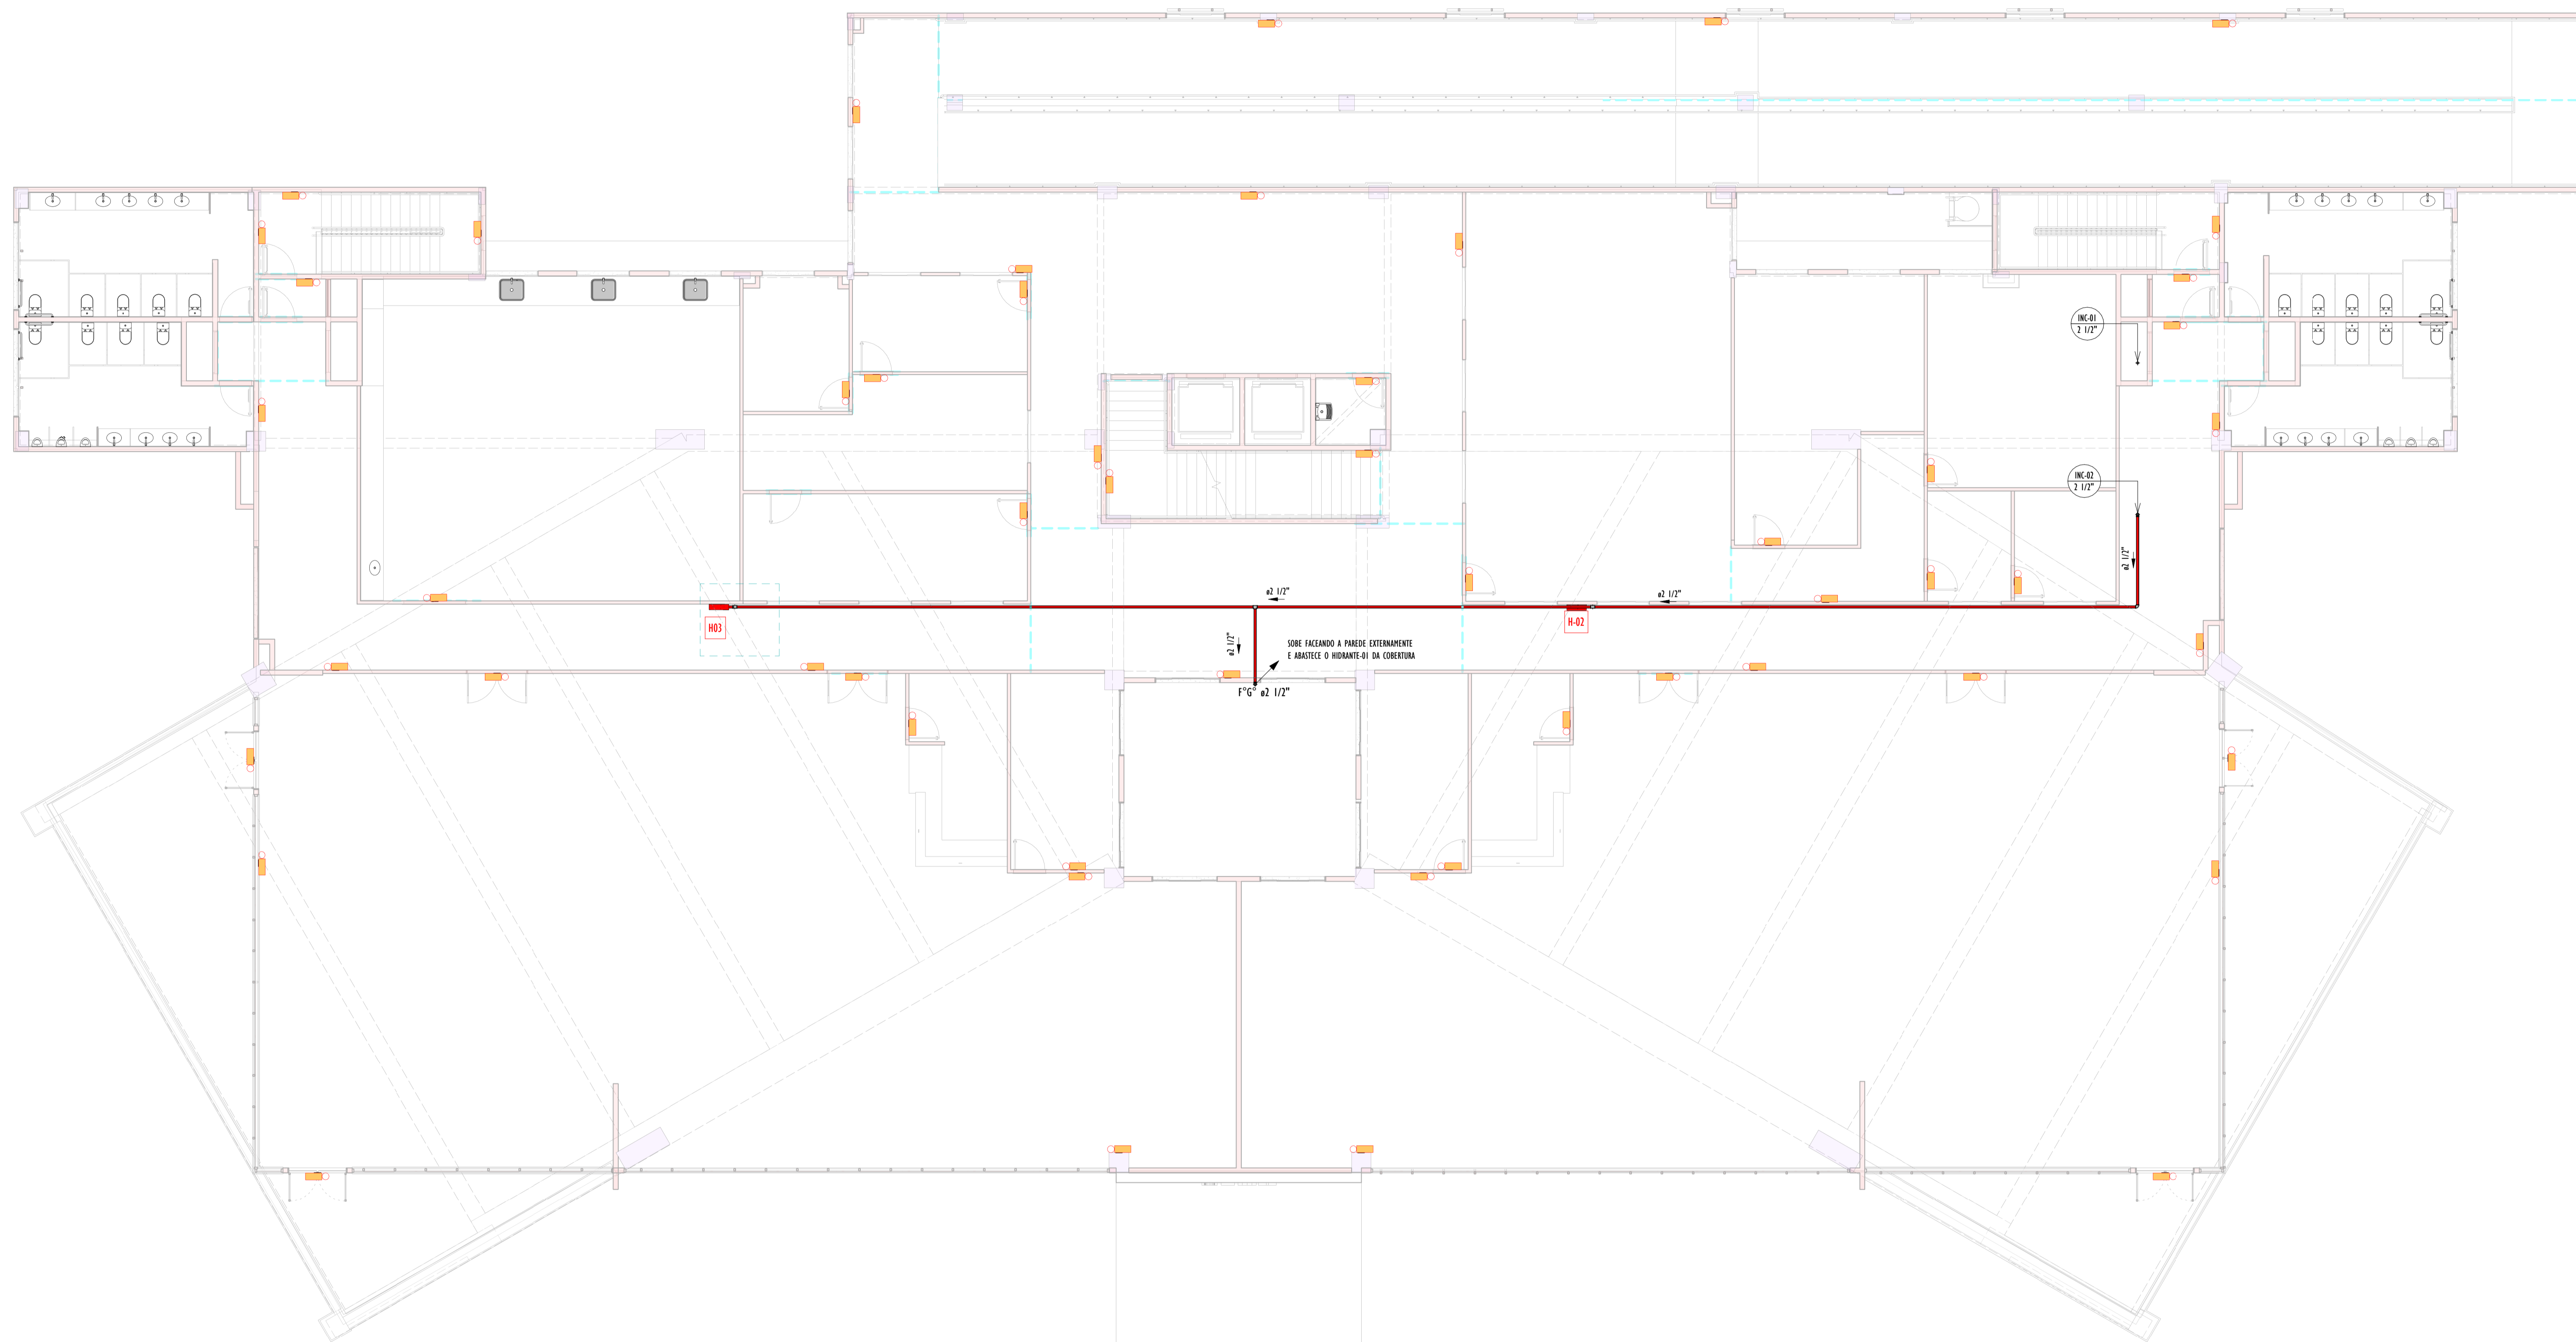 INC-01
2 1/2"
INC-02
2 1/2"
ø2 1/2"
ø2 1/2"
ø2 1/2"
H03
H-02
ø2 1/2"
SOBE FACEANDO A PAREDE EXTERNAMENTE
E ABASTECE O HIDRANTE-01 DA COBERTURA
F°G° ø2 1/2"